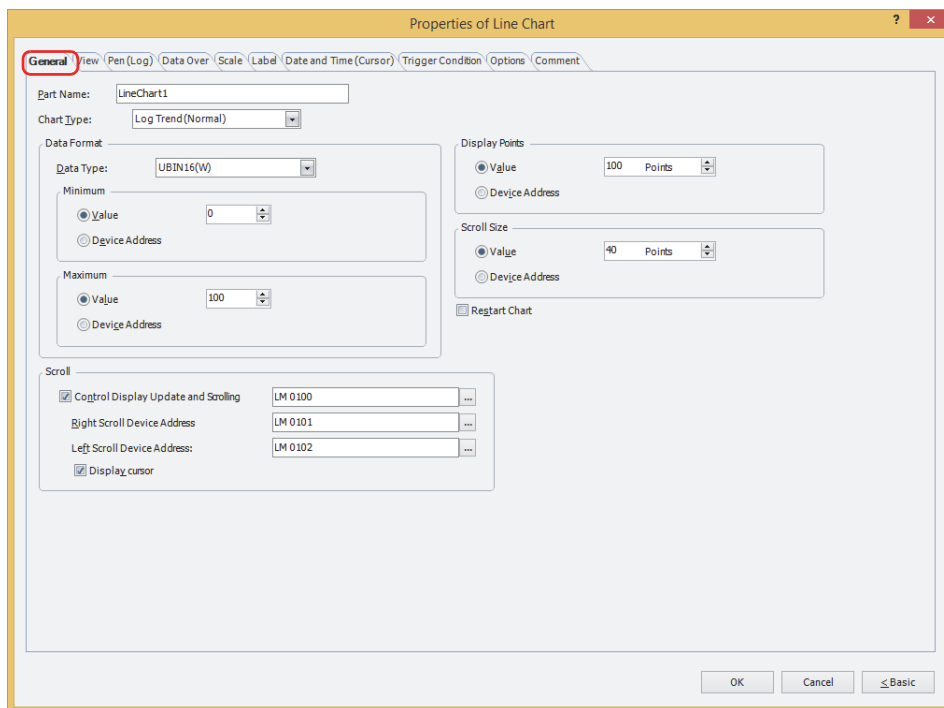 Properties of Line Chart
?
General View Pen (Log) Data Over Scale Label Date and Time (Cursor) Trigger Condition Options Comment
Part Name: LineChart1
Chart Type: Log Trend (Normal)
Data Format
Data Type: UBIN16(W)
Minimum
Value 0
Device Address
Maximum
Value 100
Device Address
Display Points
Value 100 Points
Device Address
Scroll Size
Value 40 Points
Device Address
Restart Chart
Scroll
Control Display Update and Scrolling LM 0100 ...
Right Scroll Device Address LM 0101 ...
Left Scroll Device Address: LM 0102 ...
Display cursor
OK Cancel < Basic